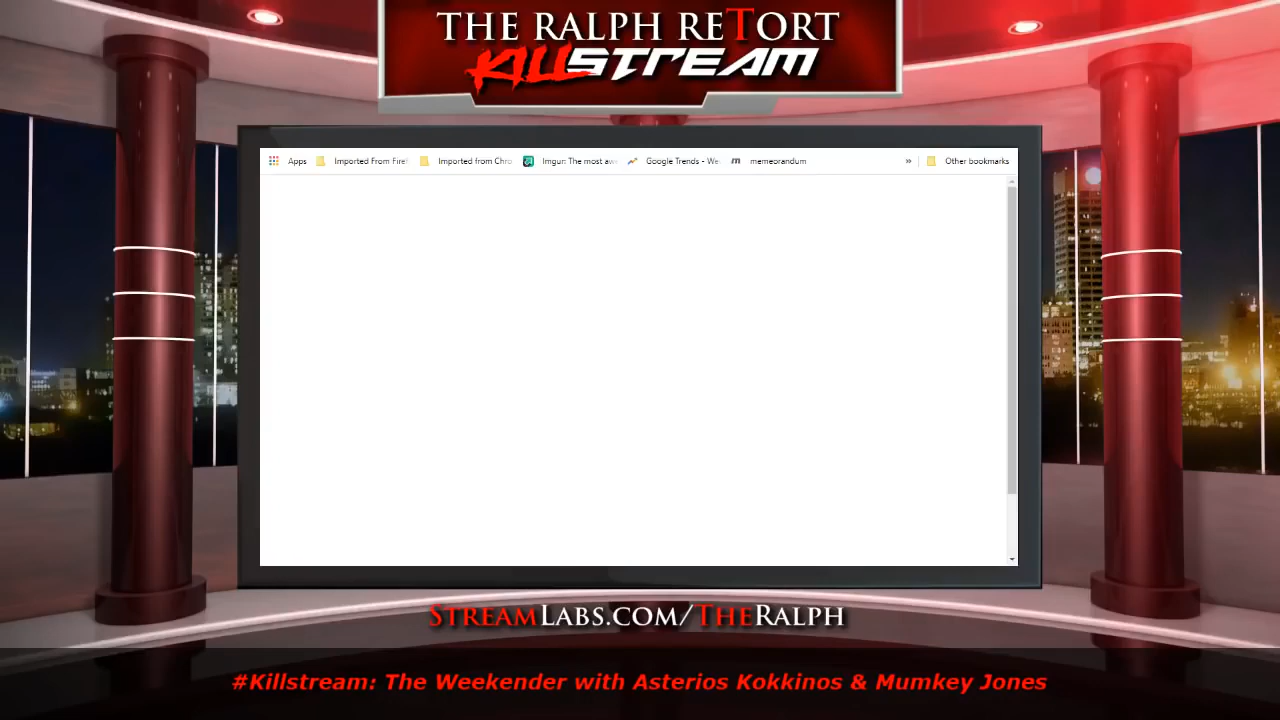 THE RALPH RETORT
KILLSTREAM
Apps Imported From Firef Imported from Chro Imgur: The most aw Google Trends - We m memeorandum » Other bookmarks
STREAMLABS.COM/THERALPH
#Killstream: The Weekender with Asterios Kokkinos & Mumkey Jones